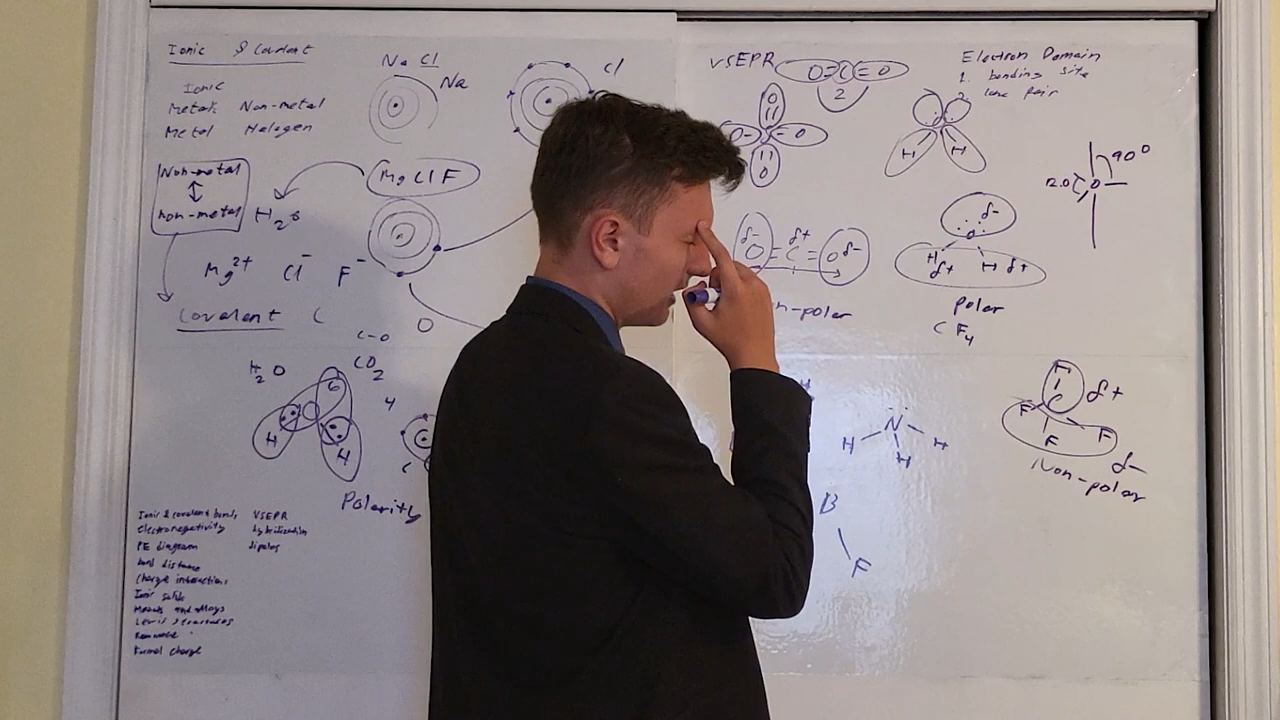 Ionic & Covalent
Ionic
Metal Non-metal
Metal Halogen
Non-metal
non-metal
H₂S
Mg²⁺ Cl⁻ F⁻
Covalent C
Na Cl
Na
Cl
MgClF
O
C-O
H₂O
CO₂
4
H
H
C
Polarity
Ionic & covalent bonds
electronegativity
PE diagram
bond distance
charge interactions
Ionic solids
Metals and alloys
Lewis structures
Resonance
Formal charge
VSEPR
hybridization
dipoles
VSEPR
O=C=O
2
O
O
O
O
Electron Domain
1. bonding site
2. lone pair
H H
90°
120°
δ- δ+ δ-
O=C=O
n-polar
δ-
O
H δ+ H δ+
Polar
CF₄
N
H H
H
B
F
F
C δ+
F F F
δ-
Non-polar